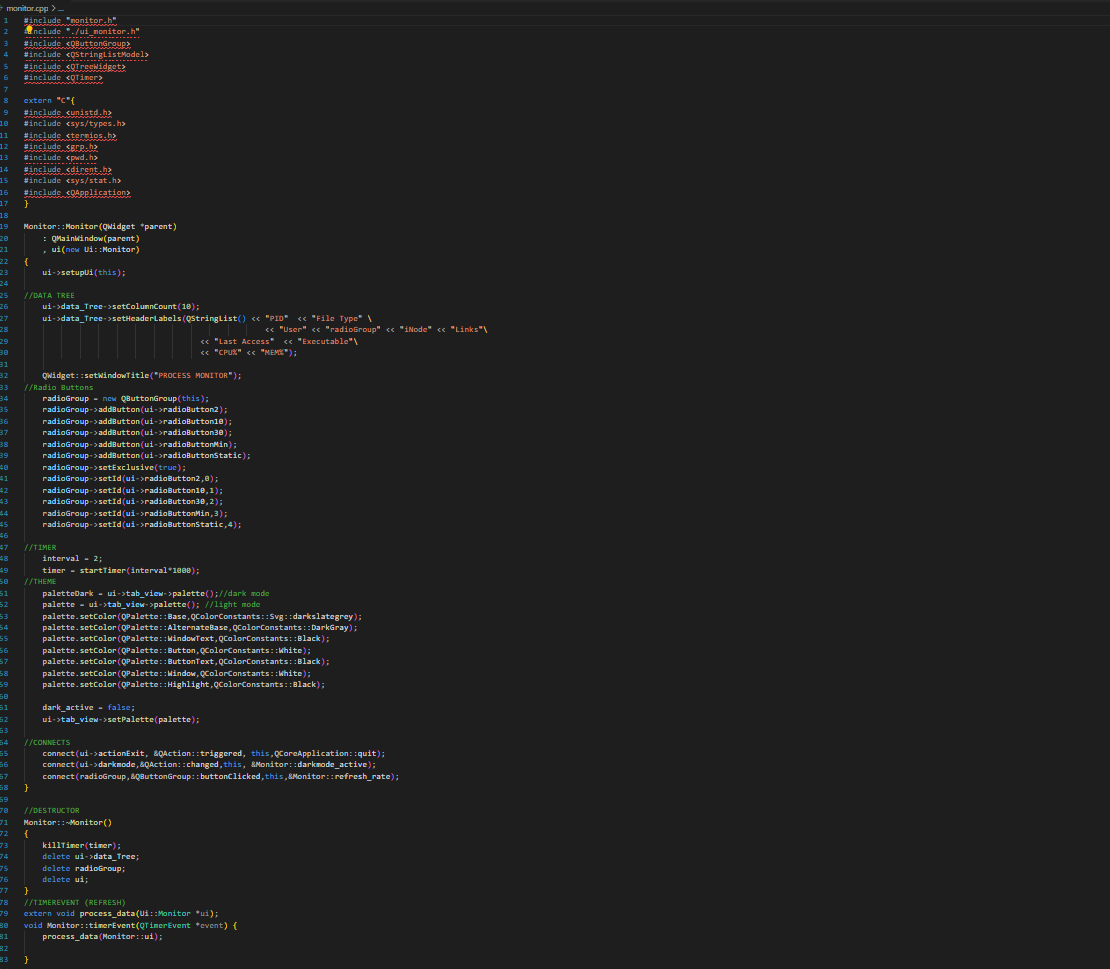 monitor.cpp > ...
1 #include "monitor.h"
2 #include "./ui_monitor.h"
3 #include <QButtonGroup>
4 #include <QStringListModel>
5 #include <QTreeWidget>
6 #include <QTimer>
7
8 extern "C"{
9 #include <unistd.h>
10 #include <sys/types.h>
11 #include <termios.h>
12 #include <grp.h>
13 #include <pwd.h>
14 #include <dirent.h>
15 #include <sys/stat.h>
16 #include <QApplication>
17 }
18
19 Monitor::Monitor(QWidget *parent)
20     : QMainWindow(parent)
21     , ui(new Ui::Monitor)
22 {
23     ui->setupUi(this);
24
25 //DATA TREE
26     ui->data_Tree->setColumnCount(10);
27     ui->data_Tree->setHeaderLabels(QStringList() << "PID"  << "File Type" \
28                                                      << "User" << "radioGroup" << "iNode" << "Links"\
29                                        << "Last Access"  << "Executable"\
30                                        << "CPU%" << "MEM%");
31
32     QWidget::setWindowTitle("PROCESS MONITOR");
33 //Radio Buttons
34     radioGroup = new QButtonGroup(this);
35     radioGroup->addButton(ui->radioButton2);
36     radioGroup->addButton(ui->radioButton10);
37     radioGroup->addButton(ui->radioButton30);
38     radioGroup->addButton(ui->radioButtonMin);
39     radioGroup->addButton(ui->radioButtonStatic);
40     radioGroup->setExclusive(true);
41     radioGroup->setId(ui->radioButton2,0);
42     radioGroup->setId(ui->radioButton10,1);
43     radioGroup->setId(ui->radioButton30,2);
44     radioGroup->setId(ui->radioButtonMin,3);
45     radioGroup->setId(ui->radioButtonStatic,4);
46
47 //TIMER
48     interval = 2;
49     timer = startTimer(interval*1000);
50 //THEME
51     paletteDark = ui->tab_view->palette();//dark mode
52     palette = ui->tab_view->palette(); //light mode
53     palette.setColor(QPalette::Base,QColorConstants::Svg::darkslategrey);
54     palette.setColor(QPalette::AlternateBase,QColorConstants::DarkGray);
55     palette.setColor(QPalette::WindowText,QColorConstants::Black);
56     palette.setColor(QPalette::Button,QColorConstants::White);
57     palette.setColor(QPalette::ButtonText,QColorConstants::Black);
58     palette.setColor(QPalette::Window,QColorConstants::White);
59     palette.setColor(QPalette::Highlight,QColorConstants::Black);
60
61     dark_active = false;
62     ui->tab_view->setPalette(palette);
63
64 //CONNECTS
65     connect(ui->actionExit, &QAction::triggered, this,QCoreApplication::quit);
66     connect(ui->darkmode,&QAction::changed,this, &Monitor::darkmode_active);
67     connect(radioGroup,&QButtonGroup::buttonClicked,this,&Monitor::refresh_rate);
68 }
69
70 //DESTRUCTOR
71 Monitor::~Monitor()
72 {
73     killTimer(timer);
74     delete ui->data_Tree;
75     delete radioGroup;
76     delete ui;
77 }
78 //TIMEREVENT (REFRESH)
79 extern void process_data(Ui::Monitor *ui);
80 void Monitor::timerEvent(QTimerEvent *event) {
81     process_data(Monitor::ui);
82
83 }